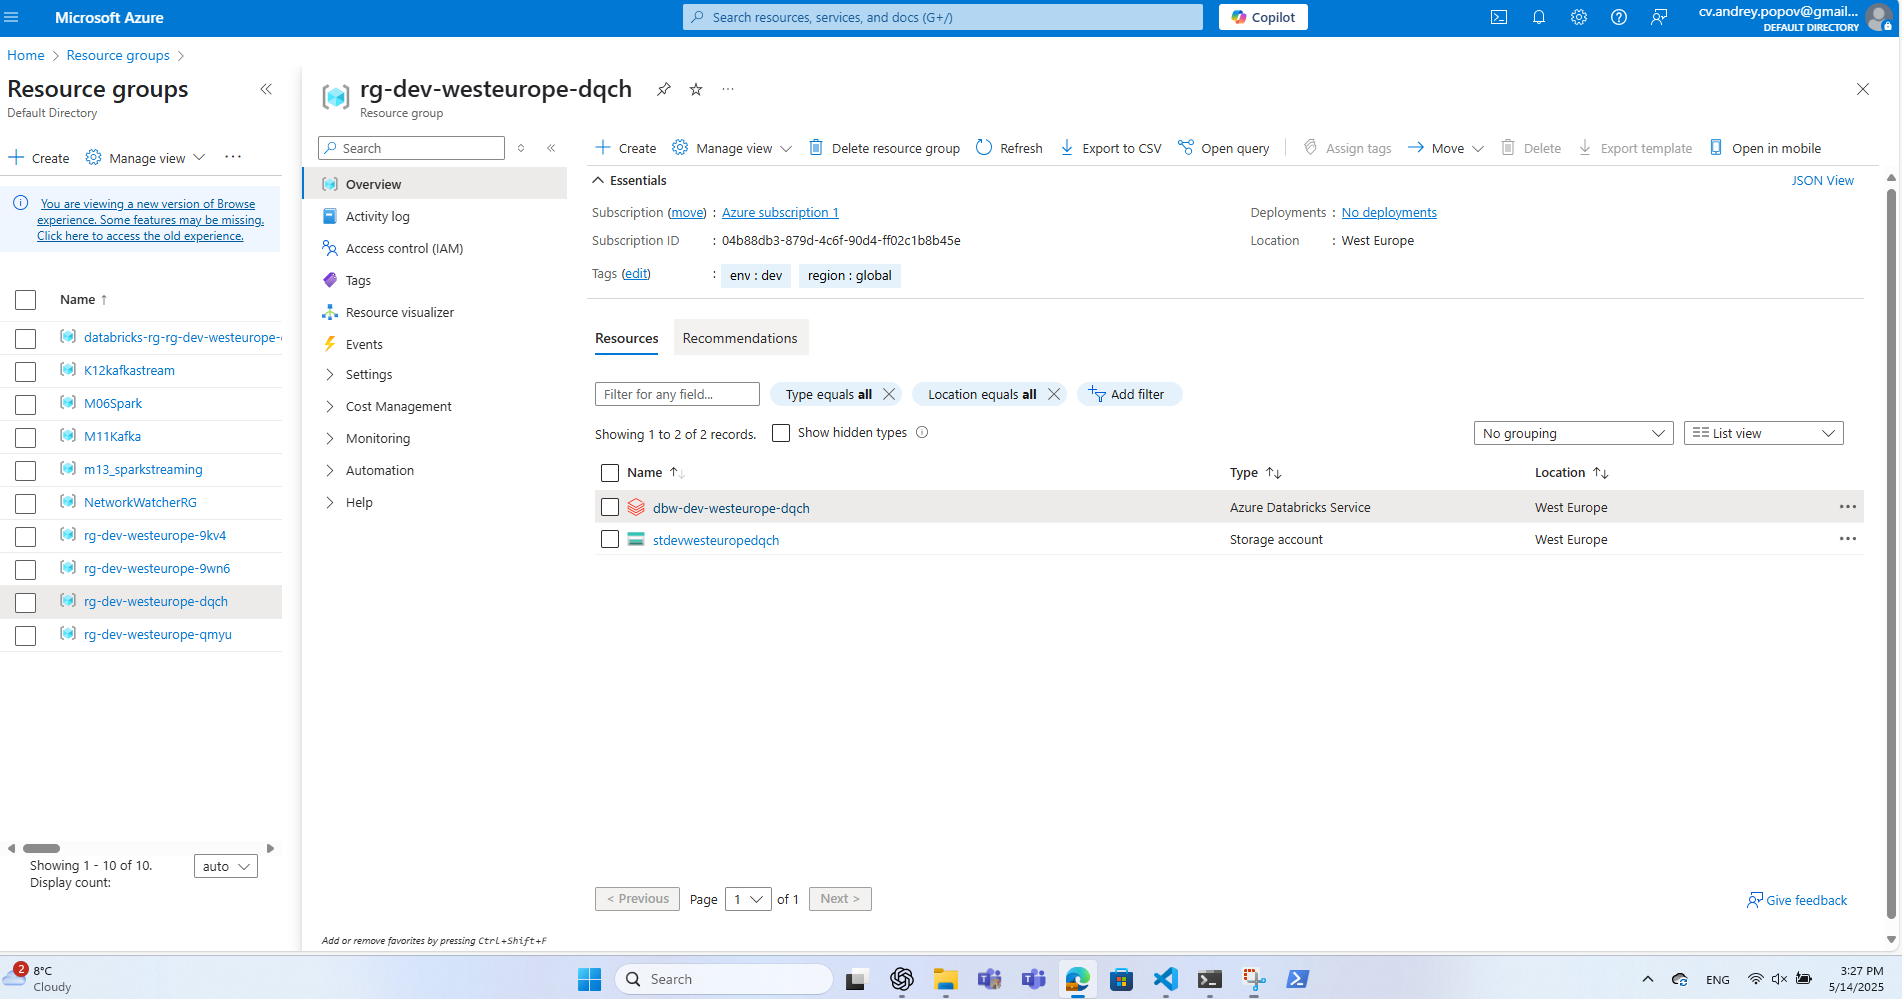 Microsoft Azure
Search resources, services, and docs (G+/)
Copilot
cv.andrey.popov@gmail...
DEFAULT DIRECTORY
Home > Resource groups >
Resource groups
Default Directory
Create
Manage view
You are viewing a new version of Browse
experience. Some features may be missing.
Click here to access the old experience.
Name ↑
databricks-rg-rg-dev-westeurope-
K12kafkastream
M06Spark
M11Kafka
m13_sparkstreaming
NetworkWatcherRG
rg-dev-westeurope-9kv4
rg-dev-westeurope-9wn6
rg-dev-westeurope-dqch
rg-dev-westeurope-qmyu
Showing 1 - 10 of 10.
Display count:
auto
rg-dev-westeurope-dqch
Resource group
Search
Overview
Activity log
Access control (IAM)
Tags
Resource visualizer
Events
Settings
Cost Management
Monitoring
Automation
Help
Add or remove favorites by pressing Ctrl+Shift+F
Create
Manage view
Delete resource group
Refresh
Export to CSV
Open query
Assign tags
Move
Delete
Export template
Open in mobile
Essentials
JSON View
Subscription (move) : Azure subscription 1
Deployments : No deployments
Subscription ID : 04b88db3-879d-4c6f-90d4-ff02c1b8b45e
Location : West Europe
Tags (edit) : env : dev region : global
Resources
Recommendations
Filter for any field...
Type equals all
Location equals all
Add filter
Showing 1 to 2 of 2 records.
Show hidden types
No grouping
List view
Name ↑↓ Type ↑↓ Location ↑↓
dbw-dev-westeurope-dqch Azure Databricks Service West Europe
stdevwesteuropedqch Storage account West Europe
< Previous
Page 1 of 1
Next >
Give feedback
2
8°C
Cloudy
Search
ENG
3:27 PM
5/14/2025